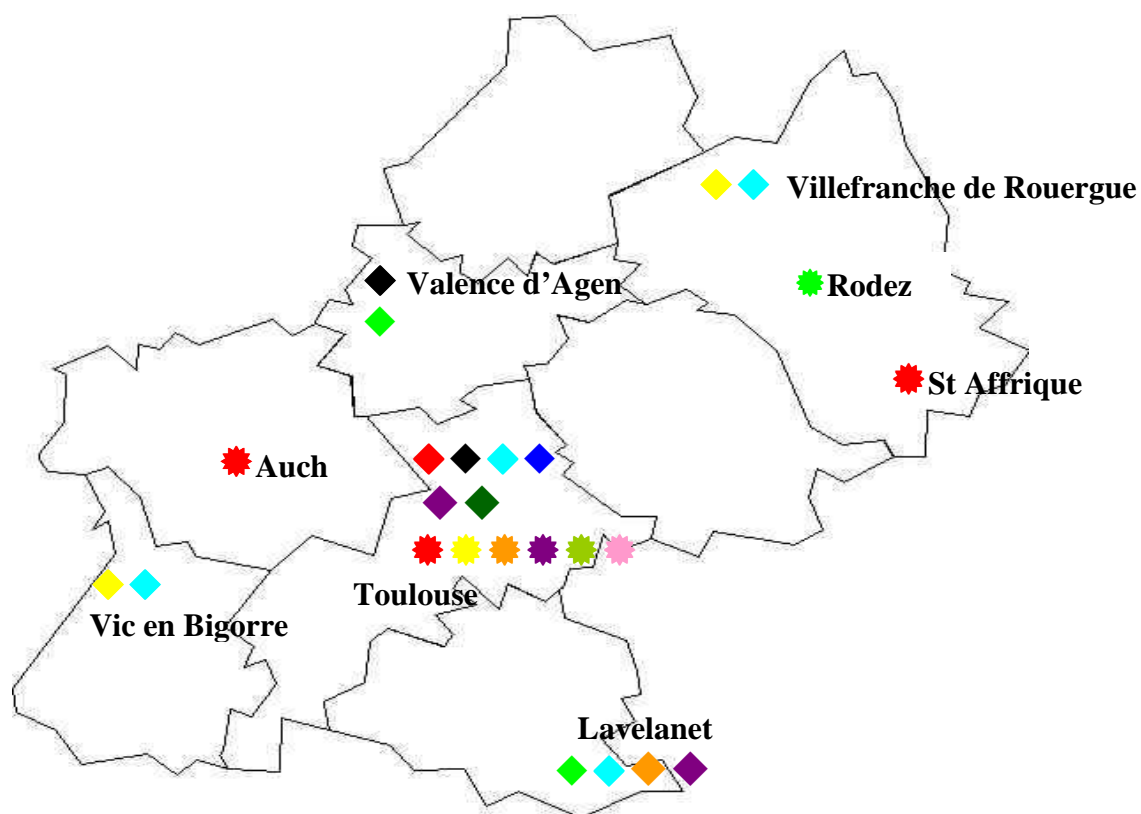 Villefranche de Rouergue
Valence d’Agen
Rodez
St Affrique
Auch
Toulouse
Vic en Bigorre
Lavelanet